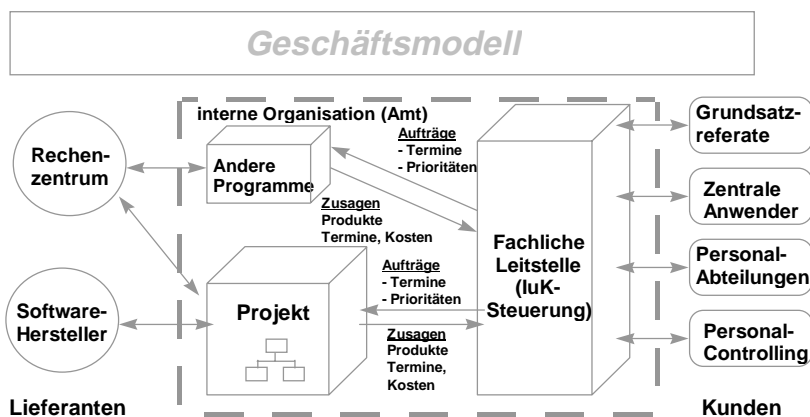 Geschäftsmodell
interne Organisation (Amt)
Rechen-
zentrum
Software-
Hersteller
Lieferanten
Andere
Programme
Aufträge
- Termine
- Prioritäten
Zusagen
Produkte
Termine, Kosten
Projekt
Aufträge
- Termine
- Prioritäten
Zusagen
Produkte
Termine,
Kosten
Fachliche
Leitstelle
(IuK-
Steuerung)
Grundsatz-
referate
Zentrale
Anwender
Personal-
Abteilungen
Personal-
Controlling
Kunden